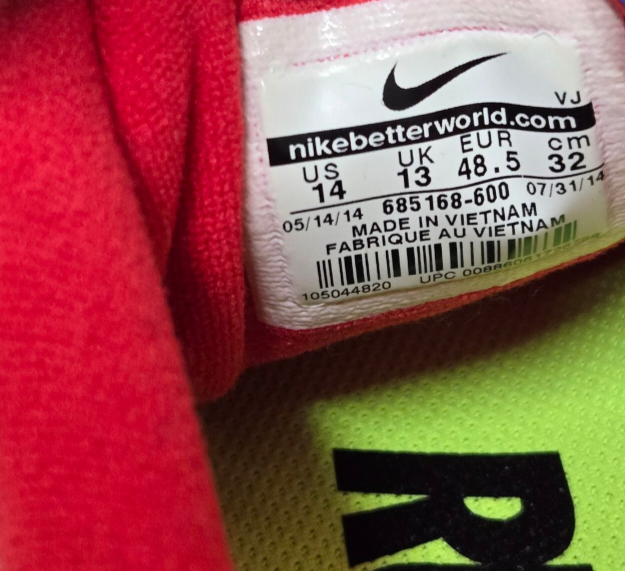 VJ
nikebetterworld.com
US UK EUR cm
14 13 48.5 32
05/14/14 685168-600 07/31/14
MADE IN VIETNAM
FABRIQUE AU VIETNAM
105044820 UPC